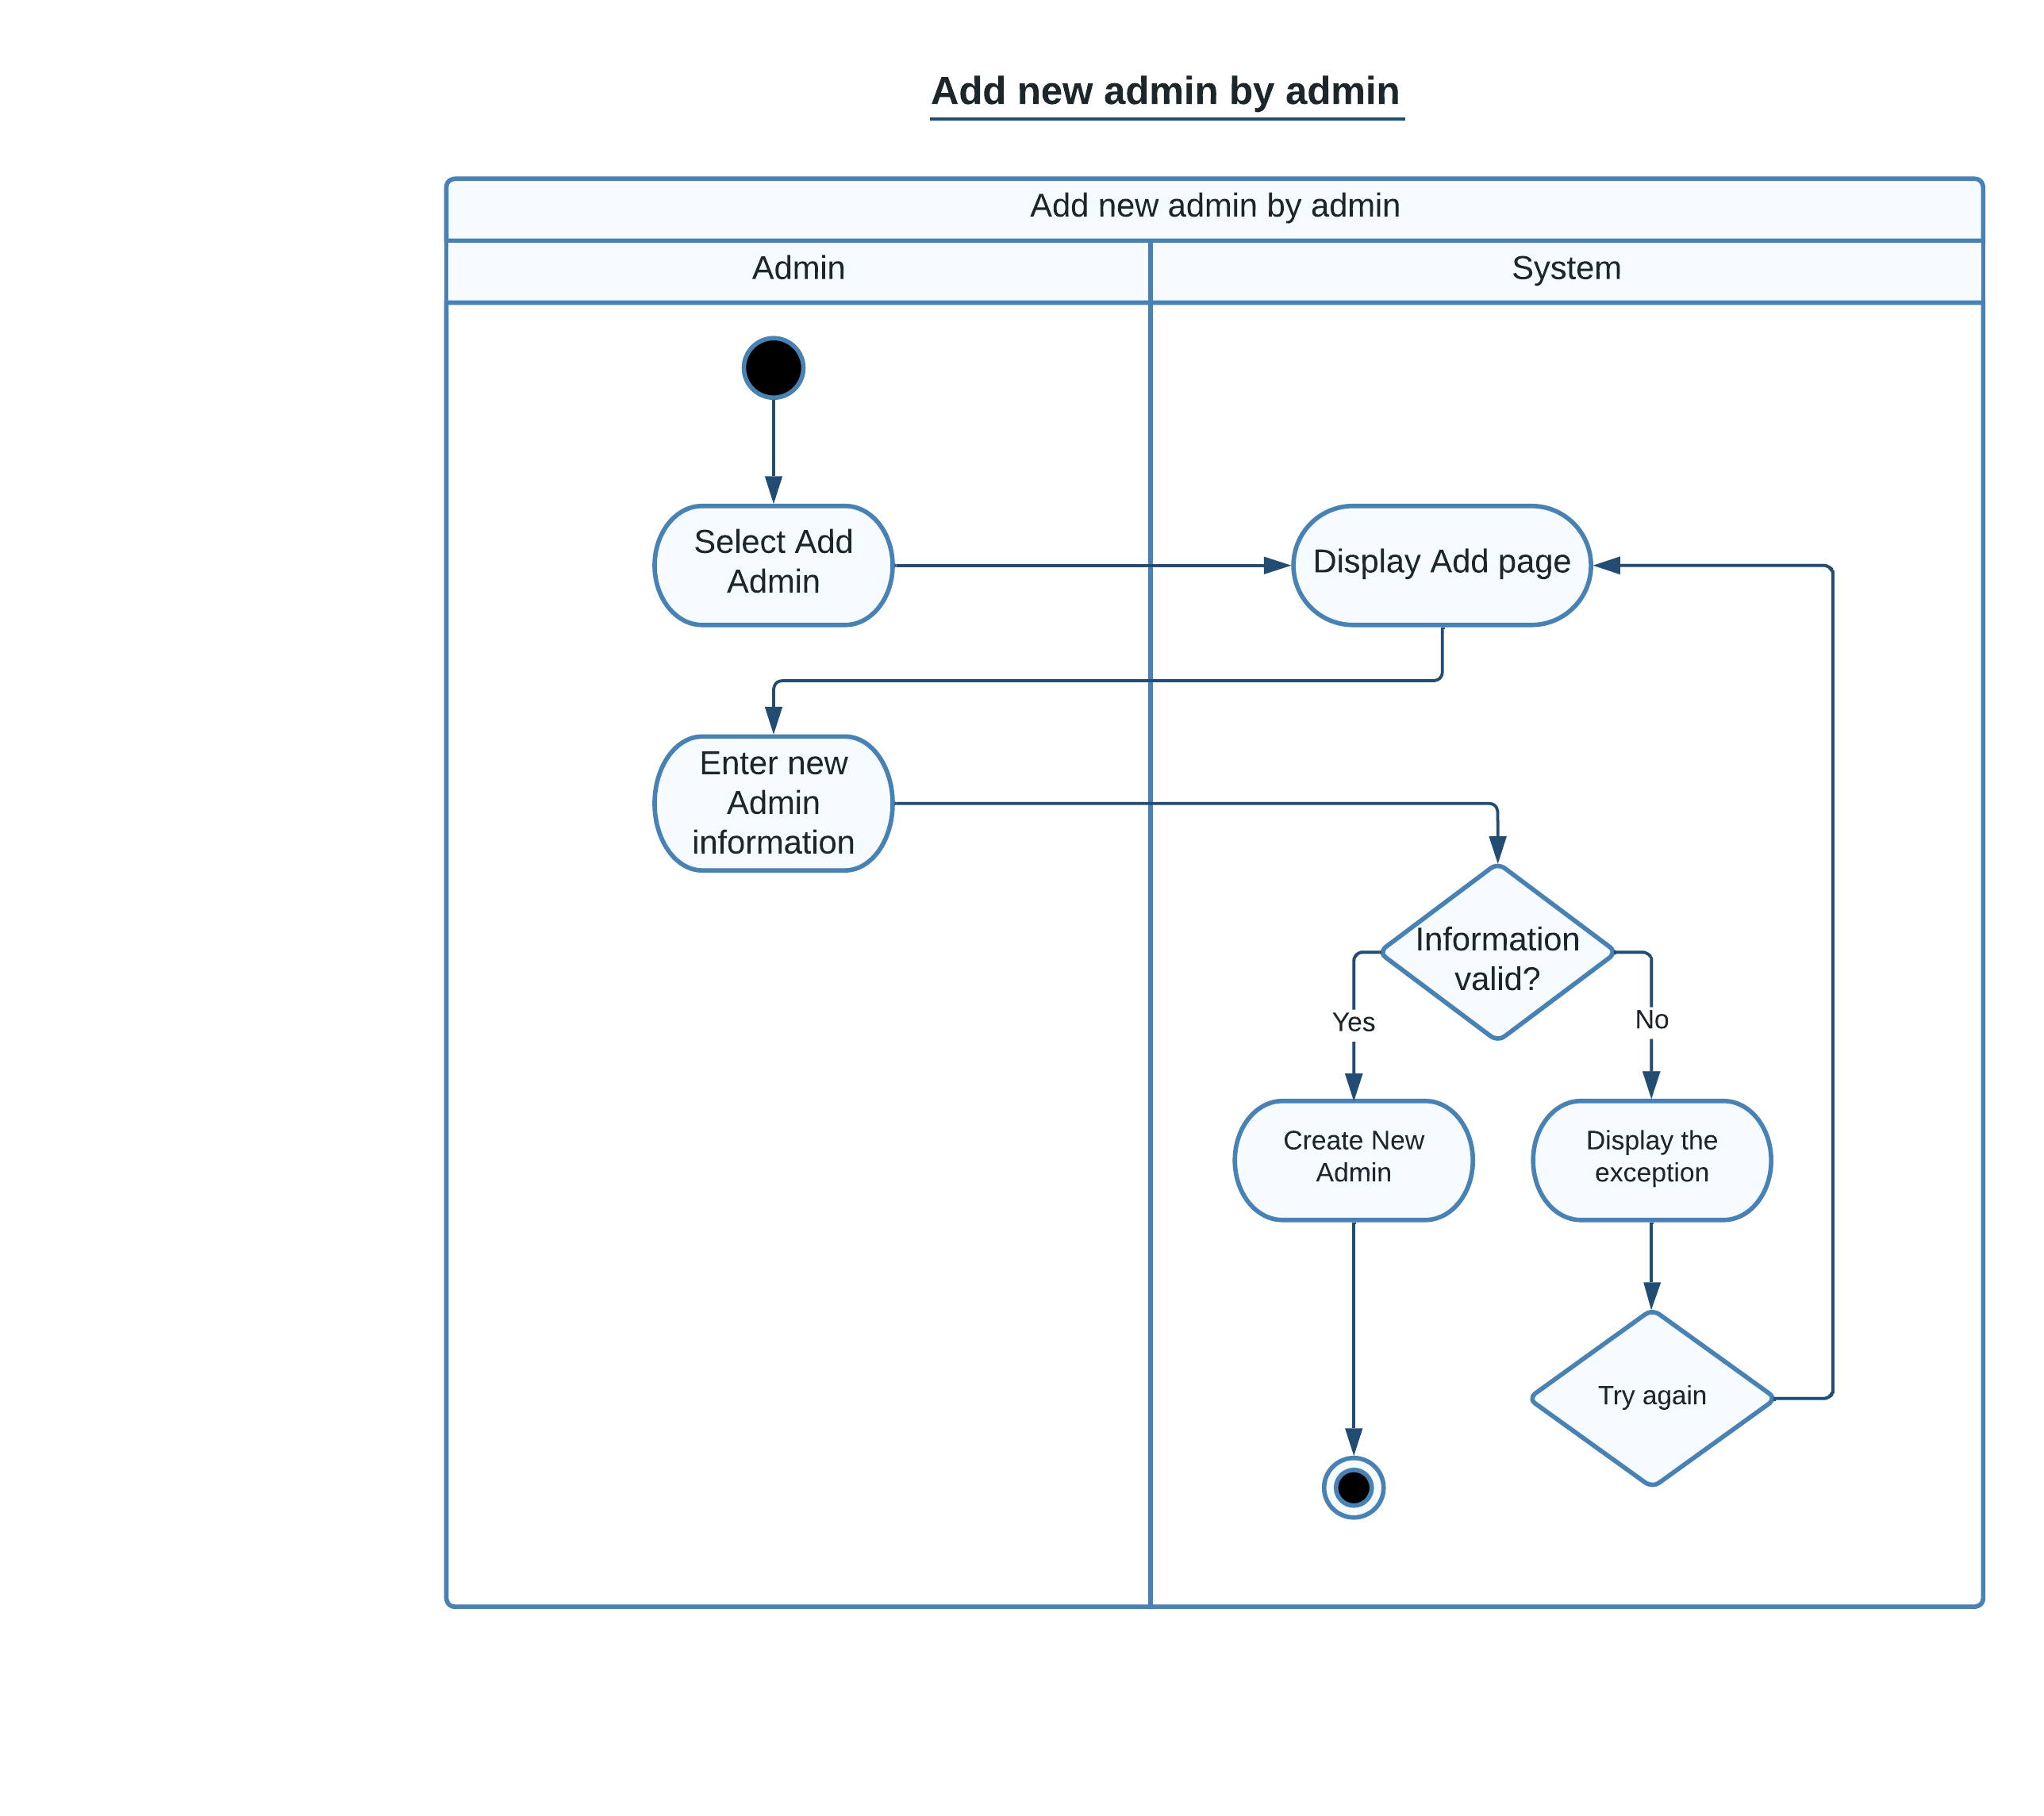 Add new admin by admin
Add new admin by admin
Admin
System
Select Add
Admin
Display Add page
Enter new
Admin
information
Information
valid?
Yes
No
Create New
Admin
Display the
exception
Try again